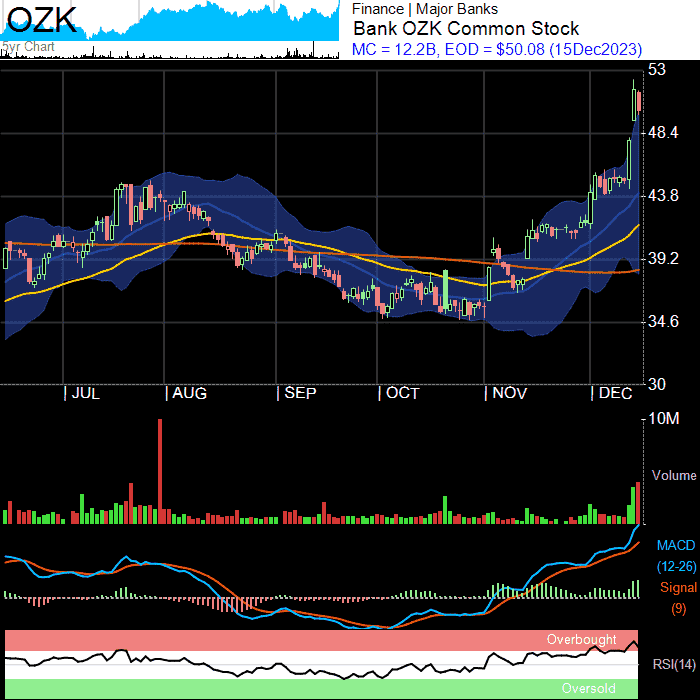 OZK
5yr Chart
Finance | Major Banks
Bank OZK Common Stock
MC = 12.2B, EOD = $50.08 (15Dec2023)
53
48.4
43.8
39.2
34.6
30
| JUL | AUG | SEP | OCT | NOV | DEC
10M
Volume
MACD
(12-26)
Signal
(9)
Overbought
RSI(14)
Oversold